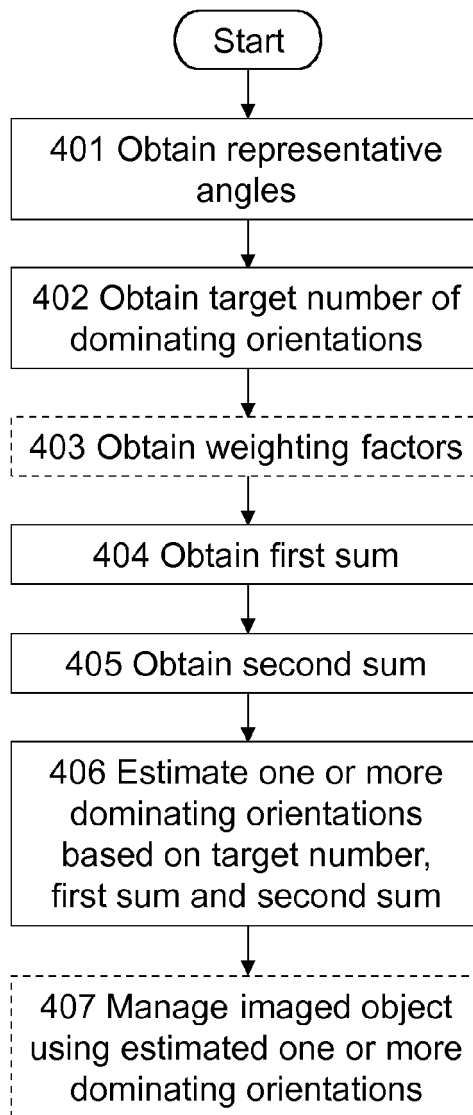 Start
401 Obtain representative
angles
402 Obtain target number of
dominating orientations
403 Obtain weighting factors
404 Obtain first sum
405 Obtain second sum
406 Estimate one or more
dominating orientations
based on target number,
first sum and second sum
407 Manage imaged object
using estimated one or more
dominating orientations